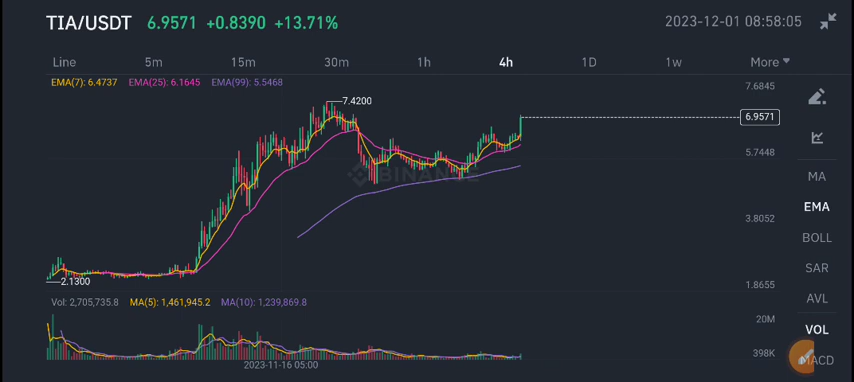 TIA/USDT 6.9571 +0.8390 +13.71% 2023-12-01 08:58:05
Line 5m 15m 30m 1h 4h 1D 1w More
EMA(7): 6.4737 EMA(25): 6.1645 EMA(99): 5.5468
7.6845
7.4200
6.9571
5.7448
BINANCE
MA
EMA
3.8052
BOLL
SAR
2.1300
1.8655
Vol: 2,705,735.8 MA(5): 1,461,945.2 MA(10): 1,239,869.8
AVL
20M
VOL
398K
MACD
2023-11-16 05:00